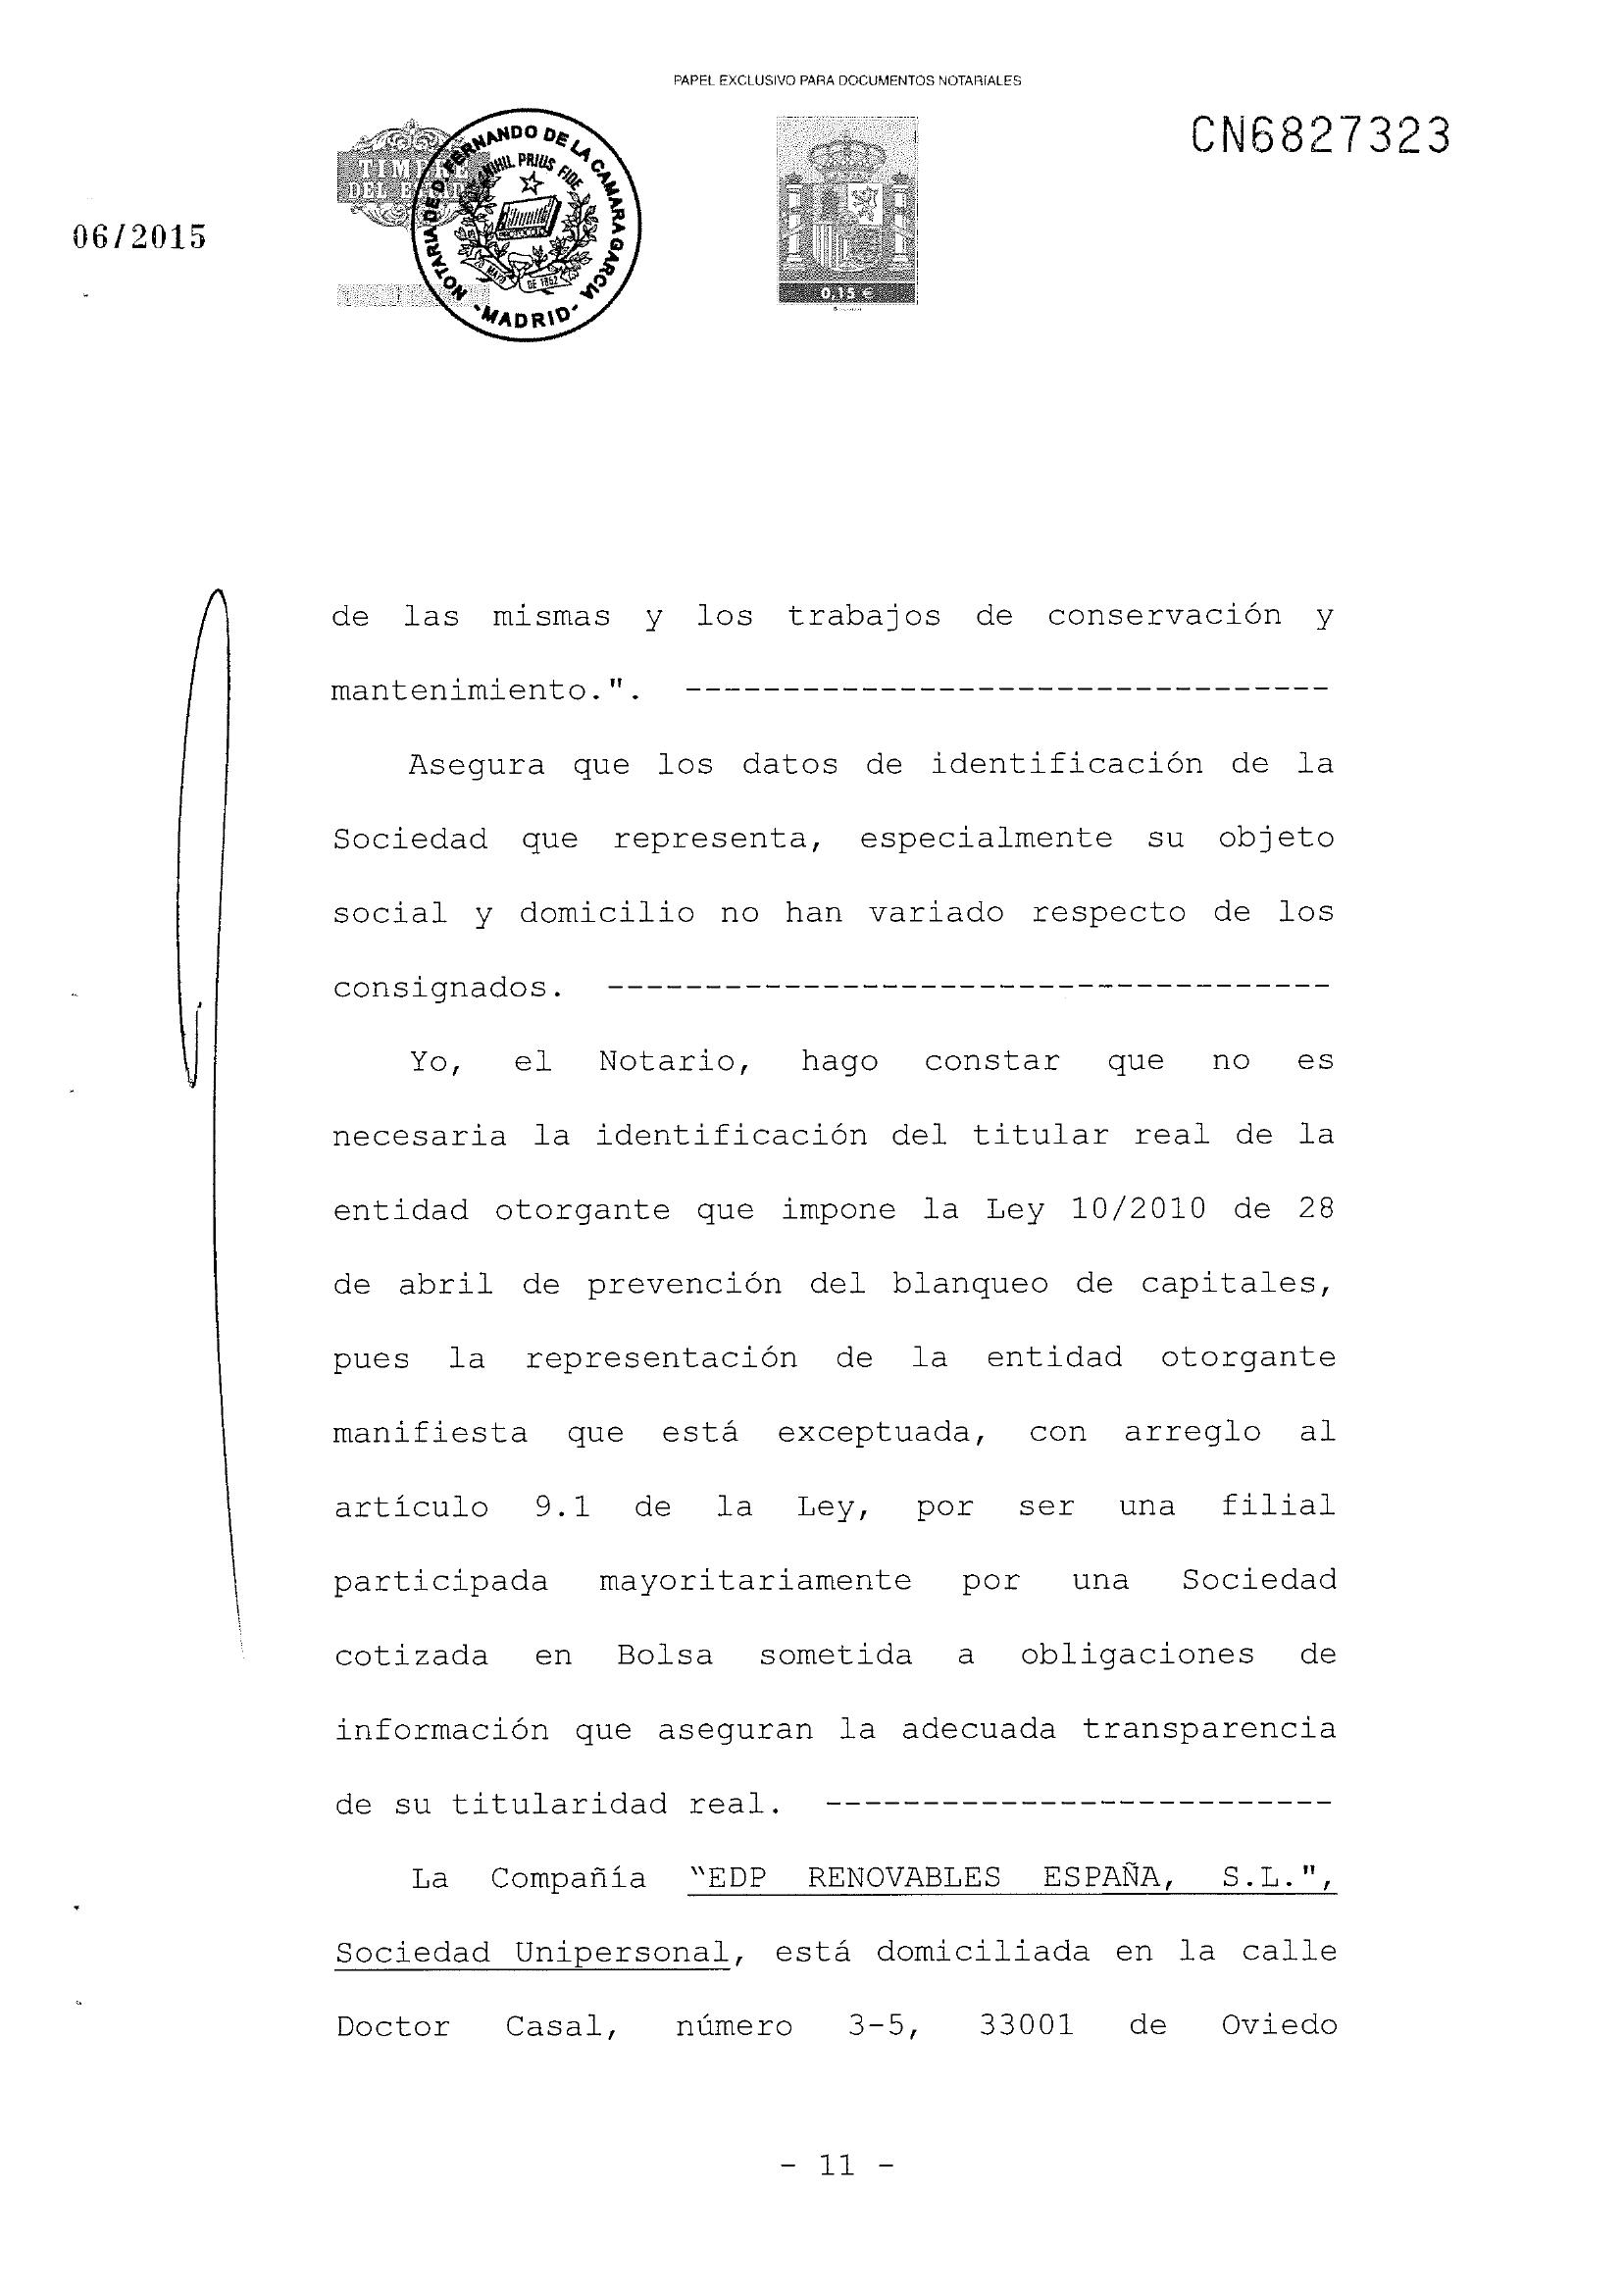 PAPEL EXCLUSIVO PARA DOCUMENTOS NOTARIALES
CN6827323
TIMBRE
DEL
NOTARIA DE D. FERNANDO DE LA CAMARA GARCIA
-MADRID-
NIHIL PRIUS FIDE
PROTOCOLO
MAYO
DE 1862
0,15 €
06/2015
de las mismas y los trabajos de conservación y
mantenimiento.". ---------------------------------
Asegura que los datos de identificación de la
Sociedad que representa, especialmente su objeto
social y domicilio no han variado respecto de los
consignados. -------------------------------------
Yo, el Notario, hago constar que no es
necesaria la identificación del titular real de la
entidad otorgante que impone la Ley 10/2010 de 28
de abril de prevención del blanqueo de capitales,
pues la representación de la entidad otorgante
manifiesta que está exceptuada, con arreglo al
artículo 9.1 de la Ley, por ser una filial
participada mayoritariamente por una Sociedad
cotizada en Bolsa sometida a obligaciones de
información que aseguran la adecuada transparencia
de su titularidad real. --------------------------
La Compañía "EDP RENOVABLES ESPAÑA, S.L.",
Sociedad Unipersonal, está domiciliada en la calle
Doctor Casal, número 3-5, 33001 de Oviedo
- 11 -